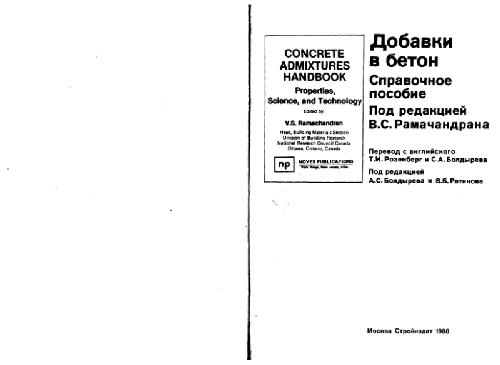 CONCRETE
ADMIXTURES
HANDBOOK
Properties,
Science, and Technology
Edited by
V.S. Ramachandran
Head, Building Materials Section
Division of Building Research
National Research Council Canada
Ottawa, Ontario, Canada
np
NOYES PUBLICATIONS
Park Ridge, New Jersey, U.S.A.
Добавки
в бетон
Справочное
пособие
Под редакцией
В.С. Рамачандрана
Перевод с английского
Т.И. Розенберг и С.А. Болдырева
Под редакцией
А.С. Болдырева и В.Б. Ратинова
Москва Стройиздат 1988